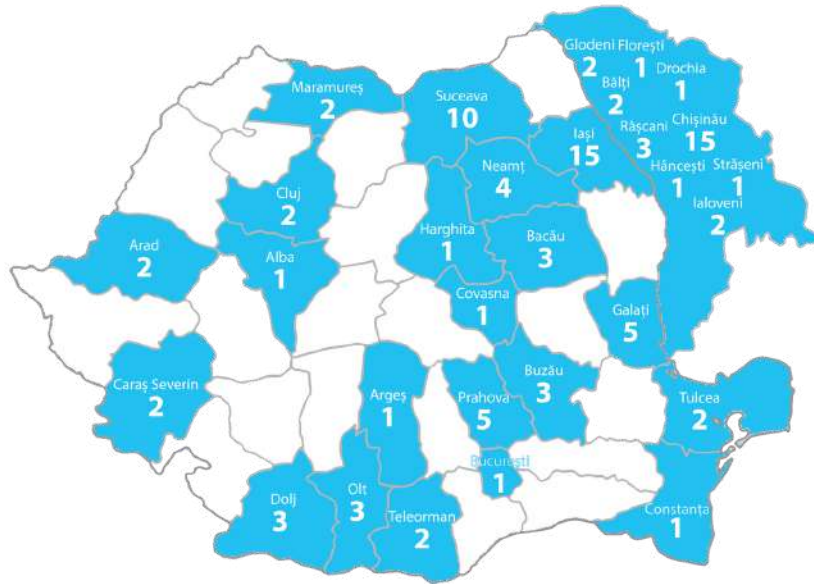 Glodeni Florești
2 1
Drochia
1
Bălți
2
Maramureș
2
Suceava
10
Iași
15
Râșcani
3
Chișinău
15
Neamț
4
Hâncești
1
Strășeni
1
Cluj
2
Ialoveni
2
Harghita
1
Bacău
3
Arad
2
Alba
1
Covasna
1
Galați
5
Caraș Severin
2
Argeș
1
Prahova
5
Buzău
3
Tulcea
2
București
1
Dolj
3
Olt
3
Teleorman
2
Constanța
1